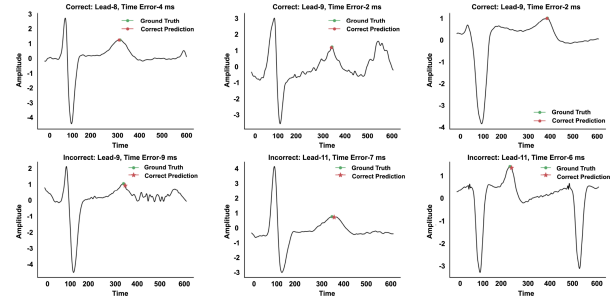 Correct: Lead-8, Time Error-4 ms
Ground Truth
Correct Prediction
Amplitude
3
2
1
0
-1
-2
-3
-4
0 100 200 300 400 500 600
Time
Correct: Lead-9, Time Error-2 ms
Ground Truth
Correct Prediction
Amplitude
3
2
1
0
-1
-2
-3
0 100 200 300 400 500 600
Time
Correct: Lead-9, Time Error-2 ms
Ground Truth
Correct Prediction
Amplitude
1
0
-1
-2
-3
-4
0 100 200 300 400 500 600
Time
Incorrect: Lead-9, Time Error-9 ms
Ground Truth
Correct Prediction
Amplitude
2
1
0
-1
-2
-3
-4
0 100 200 300 400 500 600
Time
Incorrect: Lead-11, Time Error-7 ms
Ground Truth
Correct Prediction
Amplitude
4
3
2
1
0
-1
-2
-3
0 100 200 300 400 500 600
Time
Incorrect: Lead-11, Time Error-6 ms
Ground Truth
Correct Prediction
Amplitude
1
0
-1
-2
-3
0 100 200 300 400 500 600
Time